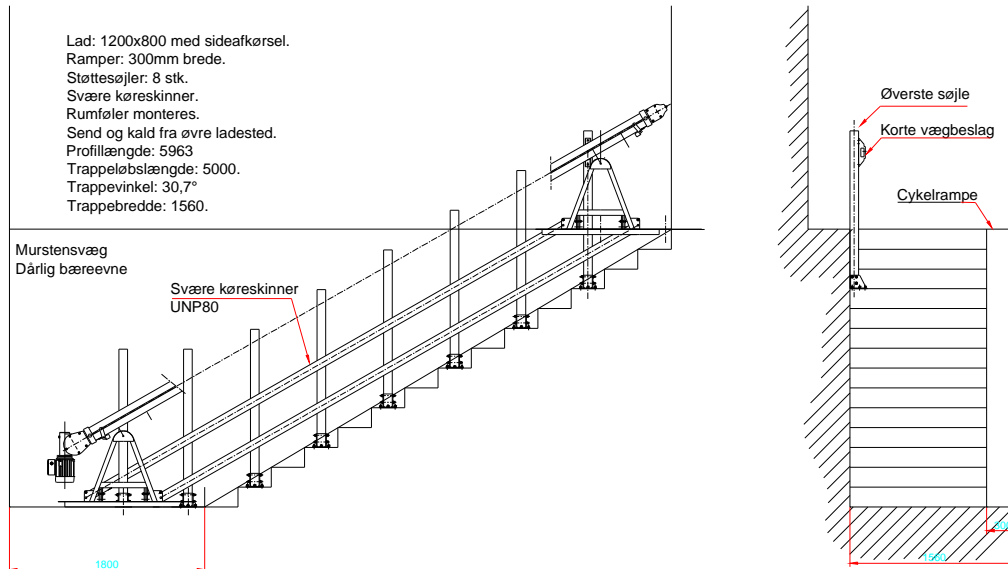 Lad: 1200x800 med sideafkørsel.
Ramper: 300mm brede.
Støttesøjler: 8 stk.
Svære køreskinner.
Rumføler monteres.
Send og kald fra øvre ladested.
Profillængde: 5963
Trappeløbslængde: 5000.
Trappevinkel: 30,7°
Trappebredde: 1560.
Murstensvæg
Dårlig bæreevne
Svære køreskinner
UNP80
Øverste søjle
Korte vægbeslag
Cykelrampe
1800